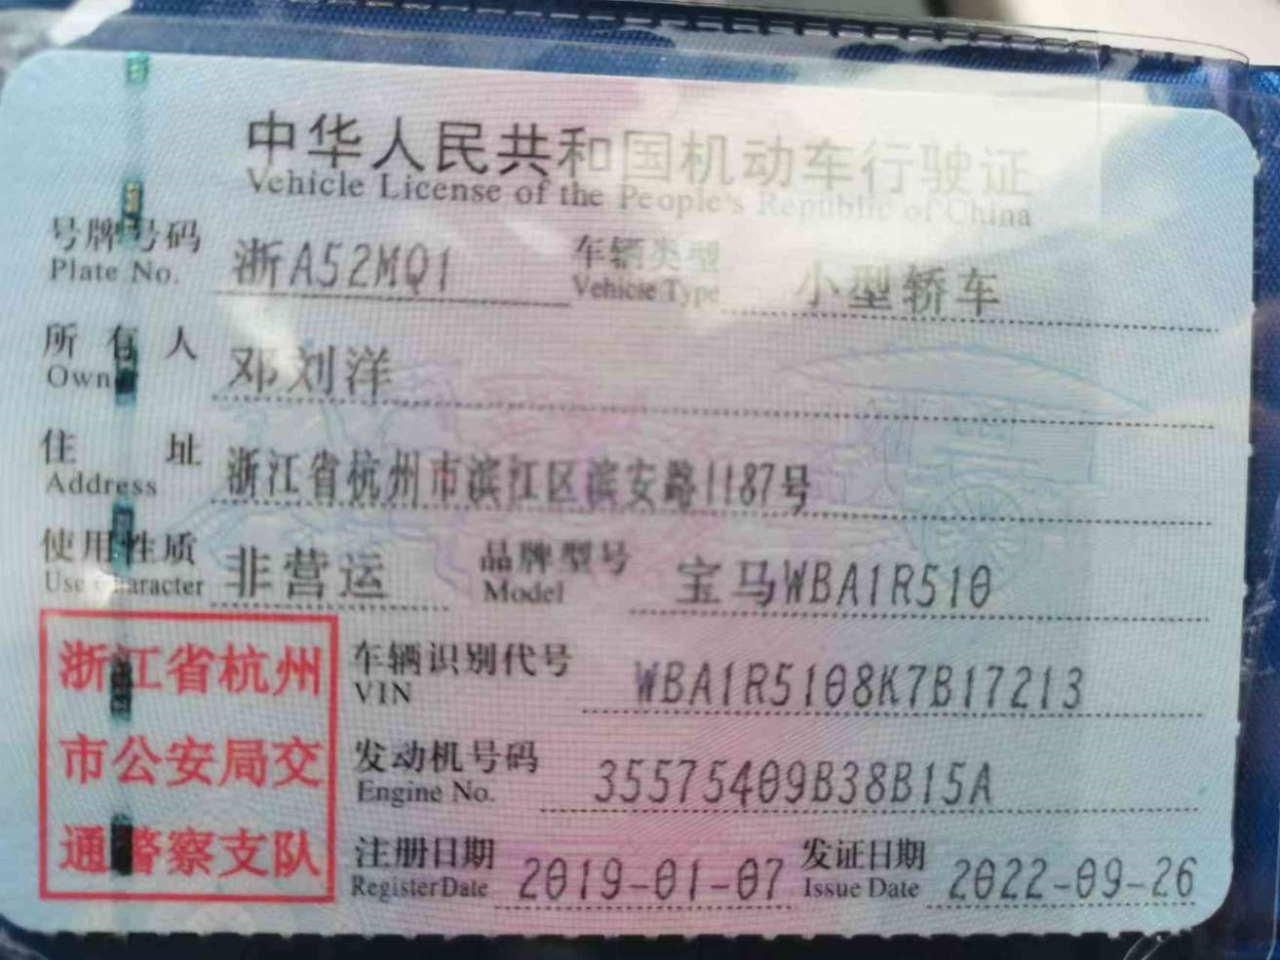 中华人民共和国机动车行驶证
Vehicle License of the People's Republic of China
号牌号码 浙A52MQ1 车辆类型 小型轿车
Plate No. Vehicle Type
所有人 邓刘洋
Owner
住址 浙江省杭州市滨江区滨安路1187号
Address
使用性质 非营运 品牌型号 宝马WBA1R510
Use Character Model
浙江省杭州
市公安局交
通警察支队
车辆识别代号 WBA1R5108K7B17213
VIN
发动机号码 35575409B38B15A
Engine No.
注册日期 2019-01-07 发证日期 2022-09-26
Register Date Issue Date